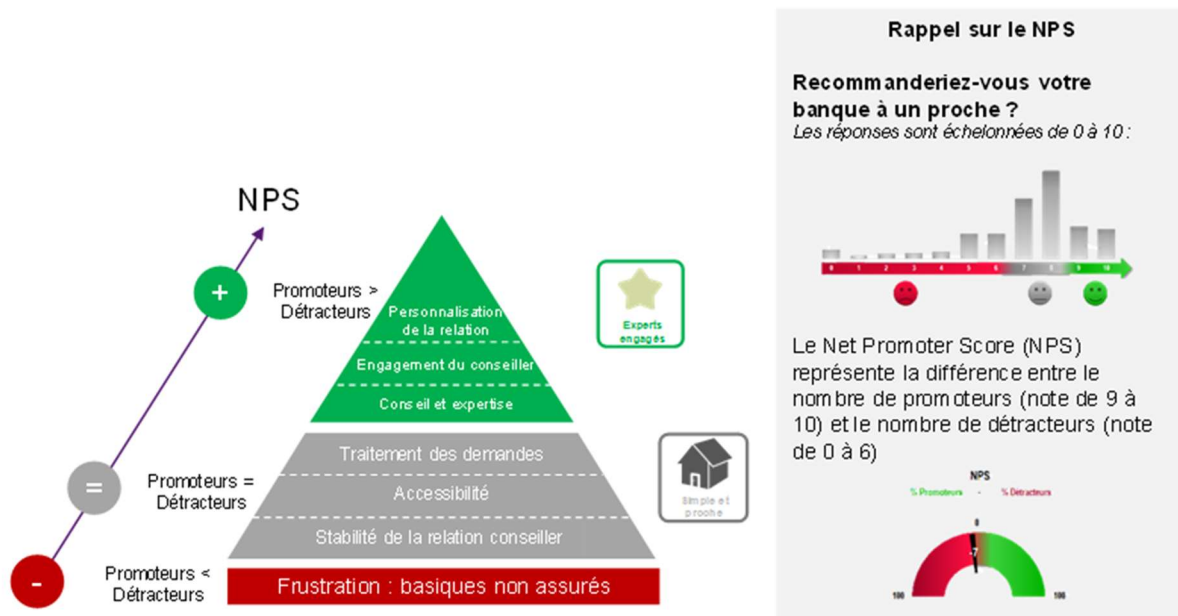 NPS
+
Promoteurs >
Détracteurs
Personnalisation
de la relation
Engagement du conseiller
Conseil et expertise
Experts
engagés
=
Promoteurs =
Détracteurs
Traitement des demandes
Accessibilité
Stabilité de la relation conseiller
Simple et
proche
-
Promoteurs <
Détracteurs
Frustration : basiques non assurés
Rappel sur le NPS
Recommanderiez-vous votre
banque à un proche ?
Les réponses sont échelonnées de 0 à 10 :
0 1 2 3 4 5 6 7 8 9 10
Le Net Promoter Score (NPS)
représente la différence entre le
nombre de promoteurs (note de 9 à
10) et le nombre de détracteurs (note
de 0 à 6)
NPS
% Promoteurs - % Détracteurs
0
-7
100 100